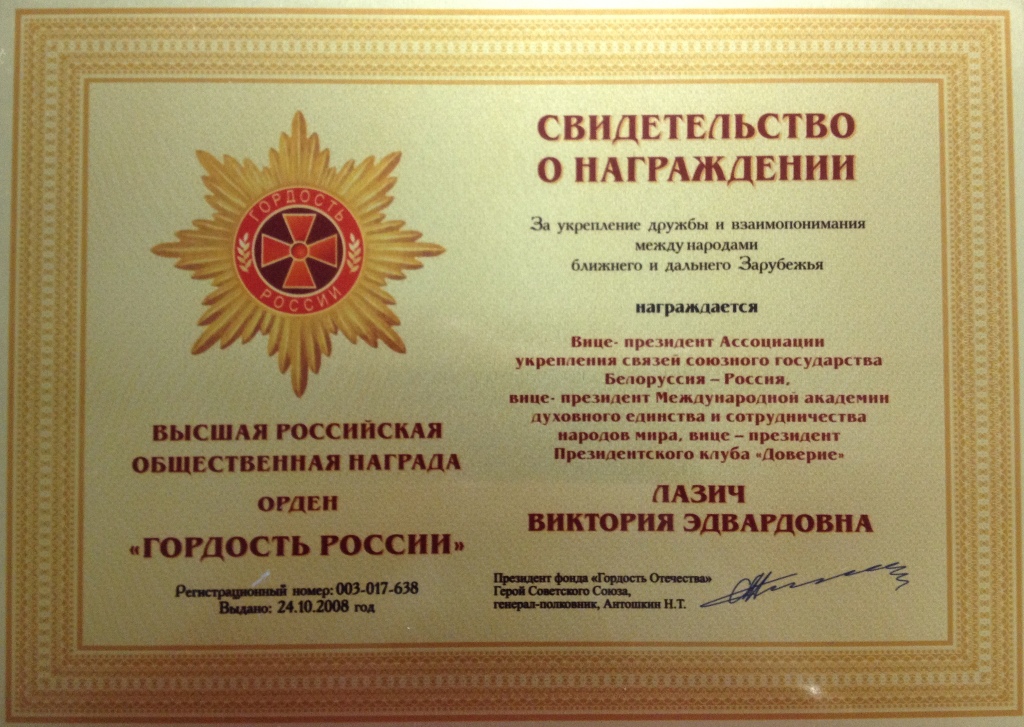 ГОРДОСТЬ
РОССИИ
ВЫСШАЯ РОССИЙСКАЯ
ОБЩЕСТВЕННАЯ НАГРАДА
ОРДЕН
«ГОРДОСТЬ РОССИИ»
Регистрационный номер: 003-017-638
Выдано: 24.10.2008 год
СВИДЕТЕЛЬСТВО
О НАГРАЖДЕНИИ
За укрепление дружбы и взаимопонимания
между народами
ближнего и дальнего Зарубежья
награждается
Вице- президент Ассоциации
укрепления связей союзного государства
Белоруссия – Россия,
вице- президент Международной академии
духовного единства и сотрудничества
народов мира, вице – президент
Президентского клуба «Доверие»
ЛАЗИЧ
ВИКТОРИЯ ЭДВАРДОВНА
Президент фонда «Гордость Отечества»
Герой Советского Союза,
генерал-полковник, Антошкин Н.Т.